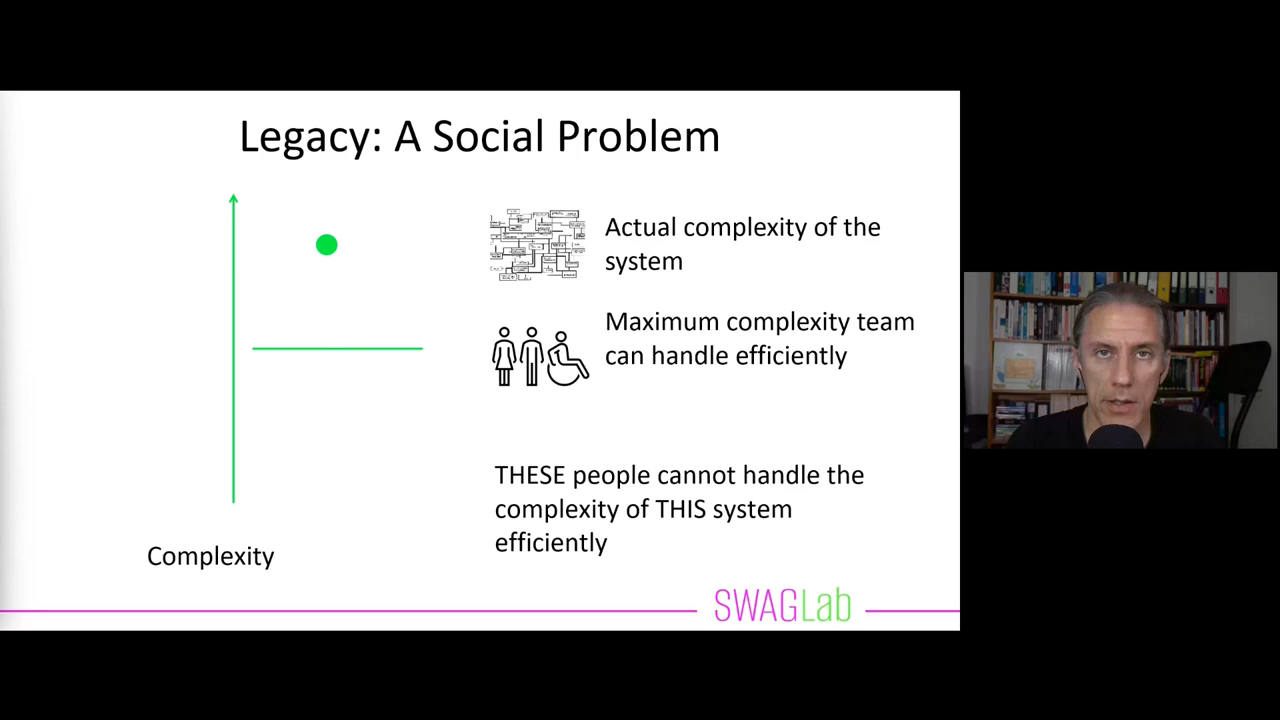 Legacy: A Social Problem
Actual complexity of the
system
Maximum complexity team
can handle efficiently
THESE people cannot handle the
complexity of THIS system
efficiently
Complexity
SWAGLab